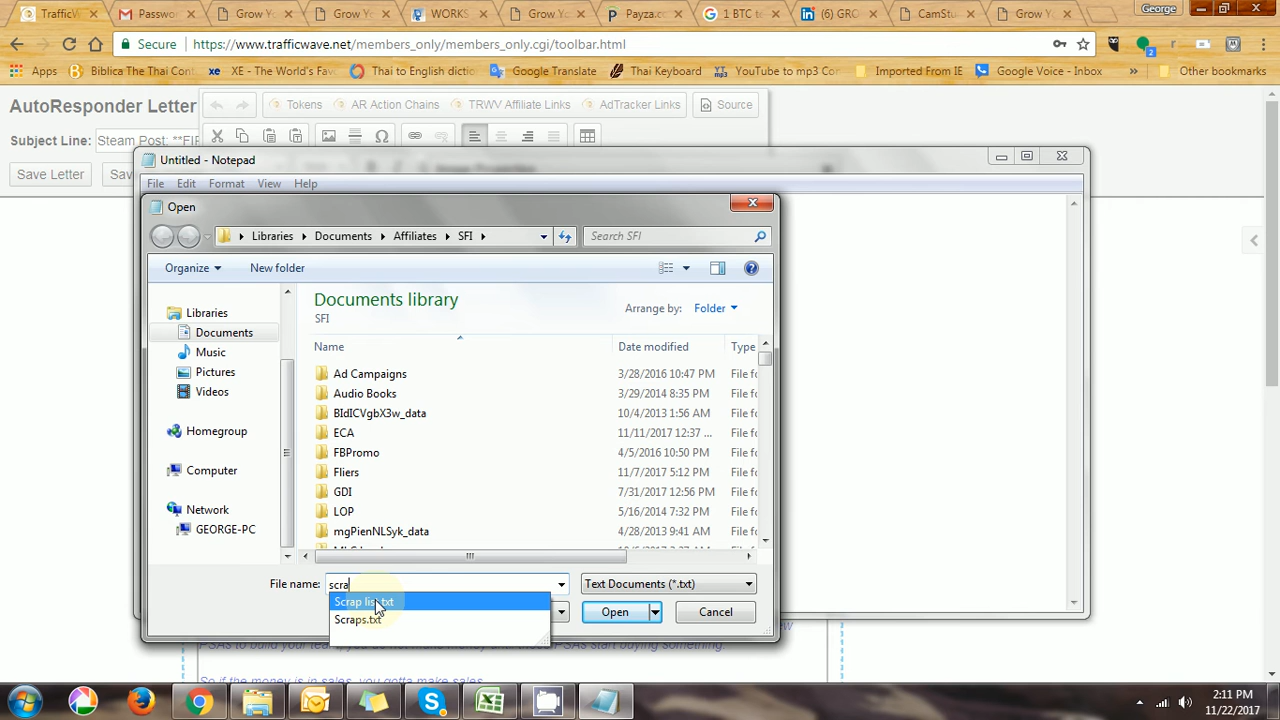 George
TrafficW
Passwor
Grow Yo
Grow Yo
WORKS
Grow Yo
Payza.co
1 BTC to
(6) GRO
CamStu
Grow Yo
Secure https://www.trafficwave.net/members_only/members_only.cgi/toolbar.html
2
Apps
Biblica The Thai Cont
XE - The World's Fav
Thai to English dictio
Google Translate
Thai Keyboard
YouTube to mp3 Con
Imported From IE
Google Voice - Inbox
»
Other bookmarks
AutoResponder Letter
Tokens
AR Action Chains
TRWV Affiliate Links
AdTracker Links
Source
Subject Line: Steam Post: **FI
Save Letter
Untitled - Notepad
File Edit Format View Help
Open
Libraries Documents Affiliates SFI
Search SFI
Organize
New folder
Libraries
Documents
Music
Pictures
Videos
Homegroup
Computer
Network
GEORGE-PC
Documents library
SFI
Arrange by: Folder
Name Date modified Type
Ad Campaigns 3/28/2016 10:47 PM File fo
Audio Books 3/29/2014 8:35 PM File fo
BIdICVgbX3w_data 10/4/2013 1:56 AM File fo
ECA 11/11/2017 12:37 ... File fo
FBPromo 4/5/2016 10:50 PM File fo
Fliers 11/7/2017 5:12 PM File fo
GDI 7/31/2017 12:56 PM File fo
LOP 5/16/2014 7:32 PM File fo
mgPienNLSyk_data 4/28/2013 9:41 AM File fo
File name: scra
Text Documents (*.txt)
Scrap list.txt
Scraps.txt
Open
Cancel
So if the money is in sales, you gotta make sales
2:11 PM
11/22/2017